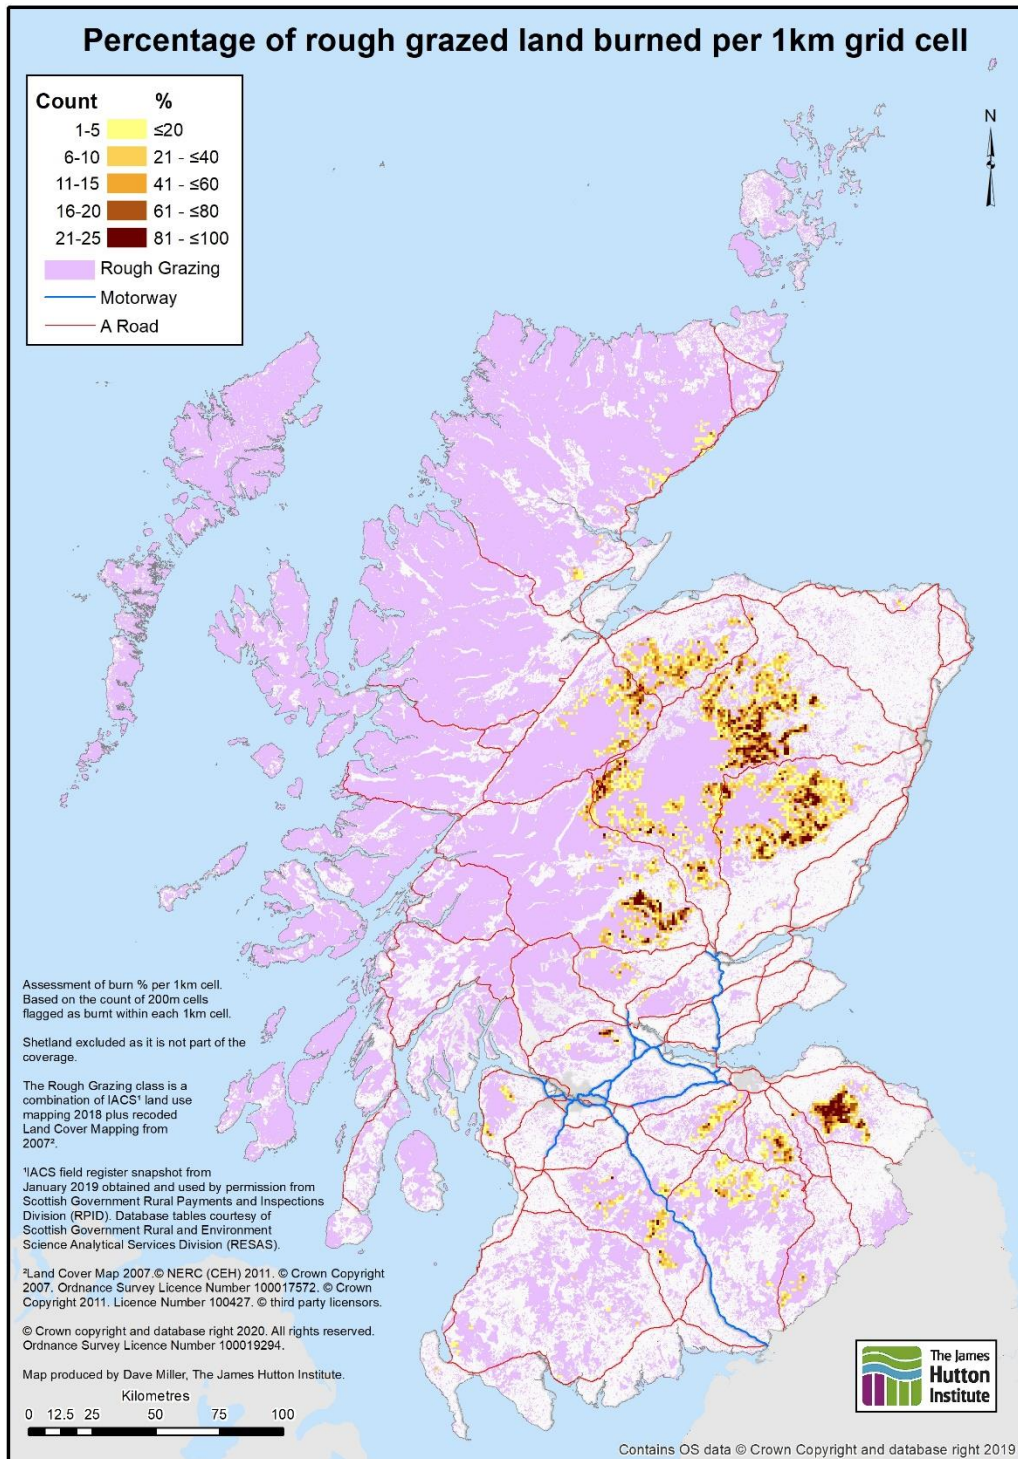 Percentage of rough grazed land burned per 1km grid cell
Count %
1-5 ≤20
6-10 21 - ≤40
11-15 41 - ≤60
16-20 61 - ≤80
21-25 81 - ≤100
Rough Grazing
Motorway
A Road
N
Assessment of burn % per 1km cell.
Based on the count of 200m cells
flagged as burnt within each 1km cell.
Shetland excluded as it is not part of the
coverage.
The Rough Grazing class is a
combination of IACS¹ land use
mapping 2018 plus recoded
Land Cover Mapping from
2007².
¹IACS field register snapshot from
January 2019 obtained and used by permission from
Scottish Government Rural Payments and Inspections
Division (RPID). Database tables courtesy of
Scottish Government Rural and Environment
Science Analytical Services Division (RESAS).
²Land Cover Map 2007.© NERC (CEH) 2011. © Crown Copyright
2007. Ordnance Survey Licence Number 100017572. © Crown
Copyright 2011. Licence Number 100427. © third party licensors.
© Crown copyright and database right 2020. All rights reserved.
Ordnance Survey Licence Number 100019294.
Map produced by Dave Miller, The James Hutton Institute.
Kilometres
0 12.5 25 50 75 100
The James
Hutton
Institute
Contains OS data © Crown Copyright and database right 2019